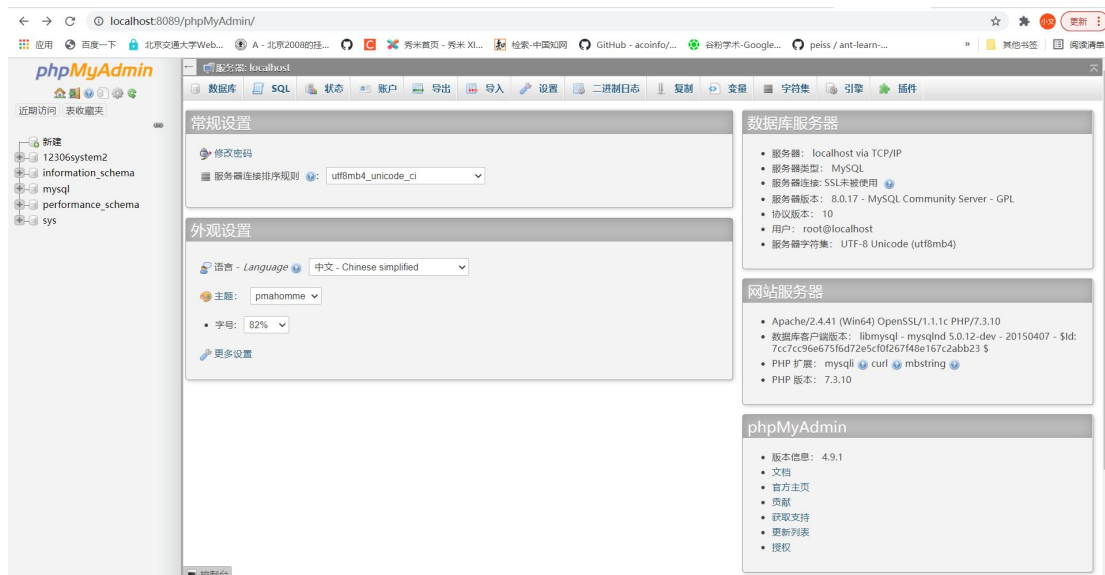 localhost:8089/phpMyAdmin/
小文
更新
应用 百度一下 北京交通大学Web... A - 北京2008的挂... 秀米首页 - 秀米 XI... 检索-中国知网 GitHub - acoinfo/... 谷粉学术-Google... peiss / ant-learn-... » 其他书签 阅读清单
phpMyAdmin
近期访问 表收藏夹
新建
12306system2
information_schema
mysql
performance_schema
sys
服务器: localhost
数据库 SQL 状态 账户 导出 导入 设置 二进制日志 复制 变量 字符集 引擎 插件
常规设置
修改密码
服务器连接排序规则 : utf8mb4_unicode_ci
外观设置
语言 - Language 中文 - Chinese simplified
主题: pmahomme
字号: 82%
更多设置
数据库服务器
服务器: localhost via TCP/IP
服务器类型: MySQL
服务器连接: SSL未被使用
服务器版本: 8.0.17 - MySQL Community Server - GPL
协议版本: 10
用户: root@localhost
服务器字符集: UTF-8 Unicode (utf8mb4)
网站服务器
Apache/2.4.41 (Win64) OpenSSL/1.1.1c PHP/7.3.10
数据库客户端版本: libmysql - mysqlnd 5.0.12-dev - 20150407 - $Id:
7cc7cc96e675f6d72e5cf0f267f48e167c2abb23 $
PHP 扩展: mysqli curl mbstring
PHP 版本: 7.3.10
phpMyAdmin
版本信息: 4.9.1
文档
官方主页
贡献
获取支持
更新列表
授权
控制台